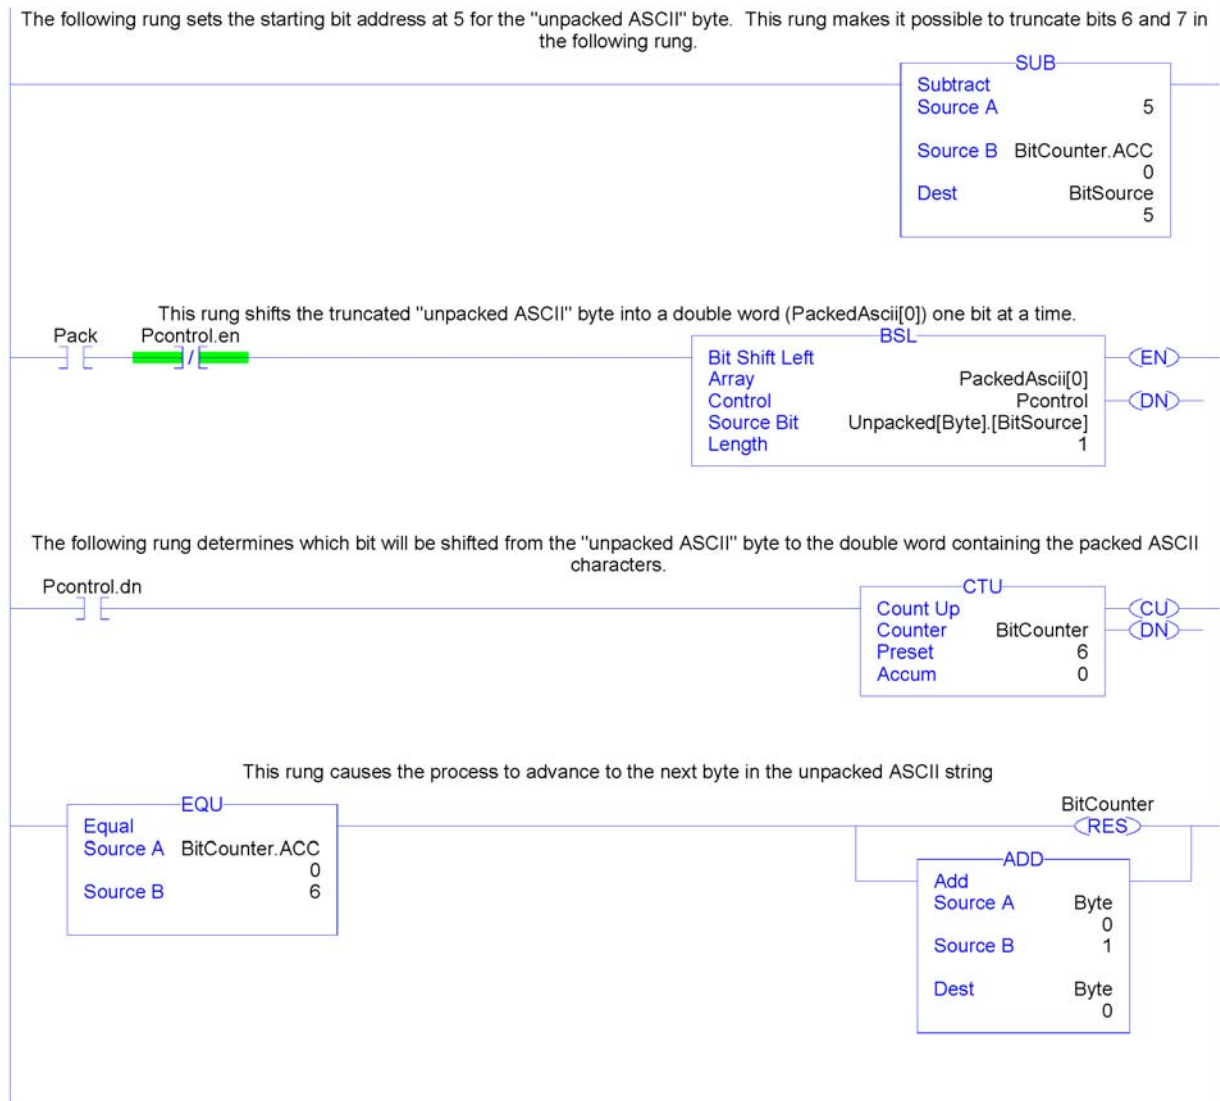 The following rung sets the starting bit address at 5 for the "unpacked ASCII" byte. This rung makes it possible to truncate bits 6 and 7 in
the following rung.
SUB
Subtract
Source A 5
Source B BitCounter.ACC
0
Dest BitSource
5
This rung shifts the truncated "unpacked ASCII" byte into a double word (PackedAscii[0]) one bit at a time.
Pack Pcontrol.en
/
BSL
Bit Shift Left
Array PackedAscii[0]
Control Pcontrol
Source Bit Unpacked[Byte].[BitSource]
Length 1
EN
DN
The following rung determines which bit will be shifted from the "unpacked ASCII" byte to the double word containing the packed ASCII
characters.
Pcontrol.dn
CTU
Count Up
Counter BitCounter
Preset 6
Accum 0
CU
DN
This rung causes the process to advance to the next byte in the unpacked ASCII string
EQU
Equal
Source A BitCounter.ACC
0
Source B 6
BitCounter
RES
ADD
Add
Source A Byte
0
Source B 1
Dest Byte
0